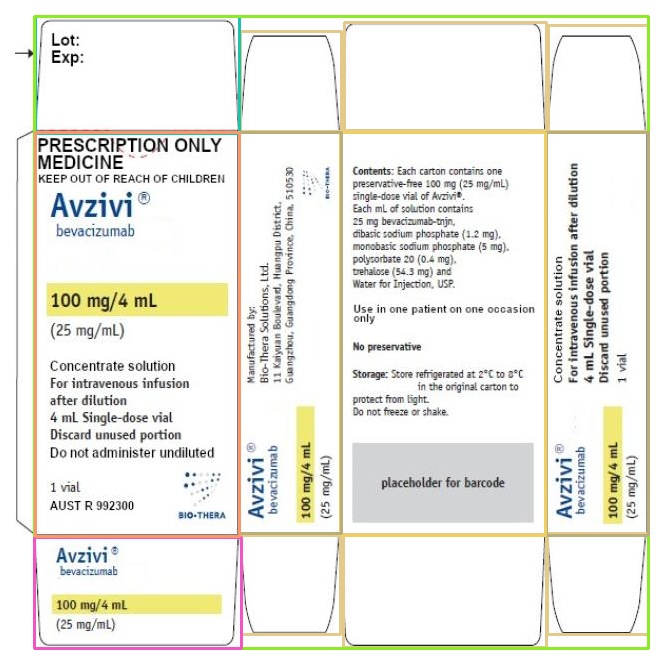 Lot:
Exp:
PRESCRIPTION ONLY
MEDICINE
KEEP OUT OF REACH OF CHILDREN
Avzivi®
bevacizumab
100 mg/4 mL
(25 mg/mL)
Concentrate solution
For intravenous infusion
after dilution
4 mL Single-dose vial
Discard unused portion
Do not administer undiluted
1 vial
AUST R 992300
BIO-THERA
Avzivi®
bevacizumab
100 mg/4 mL
(25 mg/mL)
Manufactured by:
Bio-Thera Solutions, Ltd.
11 Kaiyuan Boulevard, Huangpu District,
Guangzhou, Guangdong Province, China, 510530
BIO-THERA
Avzivi®
bevacizumab
100 mg/4 mL
(25 mg/mL)
Contents: Each carton contains one
preservative-free 100 mg (25 mg/mL)
single-dose vial of Avzivi®.
Each mL of solution contains
25 mg bevacizumab-tnjn,
dibasic sodium phosphate (1.2 mg),
monobasic sodium phosphate (5 mg),
polysorbate 20 (0.4 mg),
trehalose (54.3 mg) and
Water for Injection, USP.
Use in one patient on one occasion
only
No preservative
Storage: Store refrigerated at 2°C to 8°C
in the original carton to
protect from light.
Do not freeze or shake.
placeholder for barcode
Concentrate solution
For intravenous infusion after dilution
4 mL Single-dose vial
Discard unused portion
1 vial
Avzivi®
bevacizumab
100 mg/4 mL
(25 mg/mL)